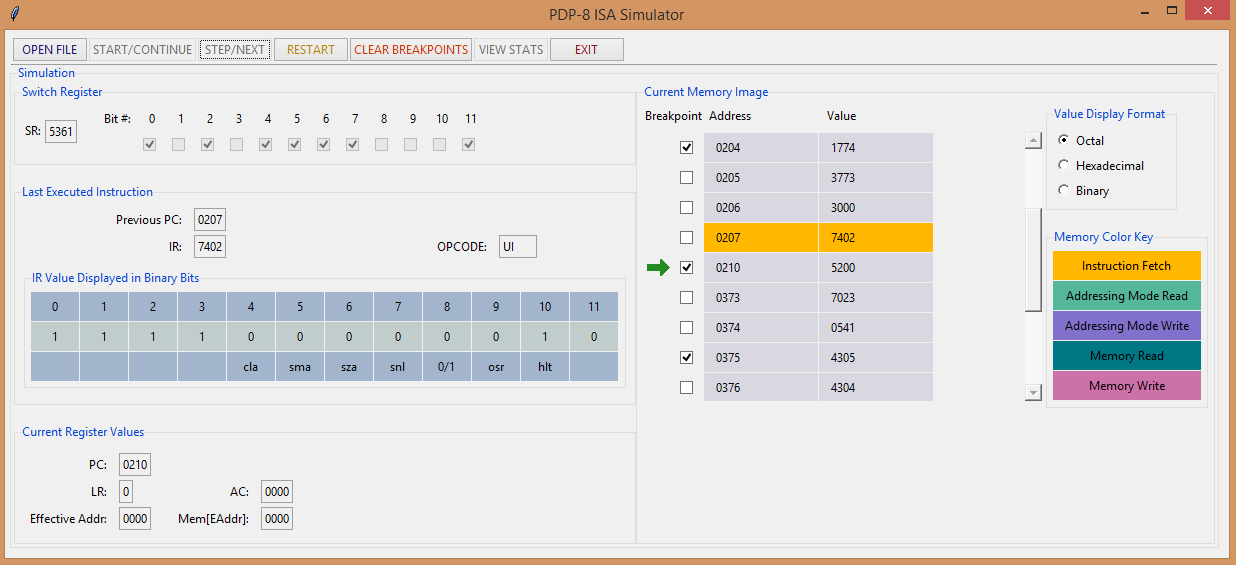 PDP-8 ISA Simulator
OPEN FILE START/CONTINUE STEP/NEXT RESTART CLEAR BREAKPOINTS VIEW STATS EXIT
Simulation
Switch Register
Bit #: 0 1 2 3 4 5 6 7 8 9 10 11
SR: 5361
Last Executed Instruction
Previous PC: 0207
IR: 7402 OPCODE: UI
IR Value Displayed in Binary Bits
0 1 2 3 4 5 6 7 8 9 10 11
1 1 1 1 0 0 0 0 0 0 1 0
cla sma sza snl 0/1 osr hlt
Current Register Values
PC: 0210
LR: 0 AC: 0000
Effective Addr: 0000 Mem[EAddr]: 0000
Current Memory Image
Breakpoint Address Value
0204 1774
0205 3773
0206 3000
0207 7402
0210 5200
0373 7023
0374 0541
0375 4305
0376 4304
Value Display Format
Octal
Hexadecimal
Binary
Memory Color Key
Instruction Fetch
Addressing Mode Read
Addressing Mode Write
Memory Read
Memory Write